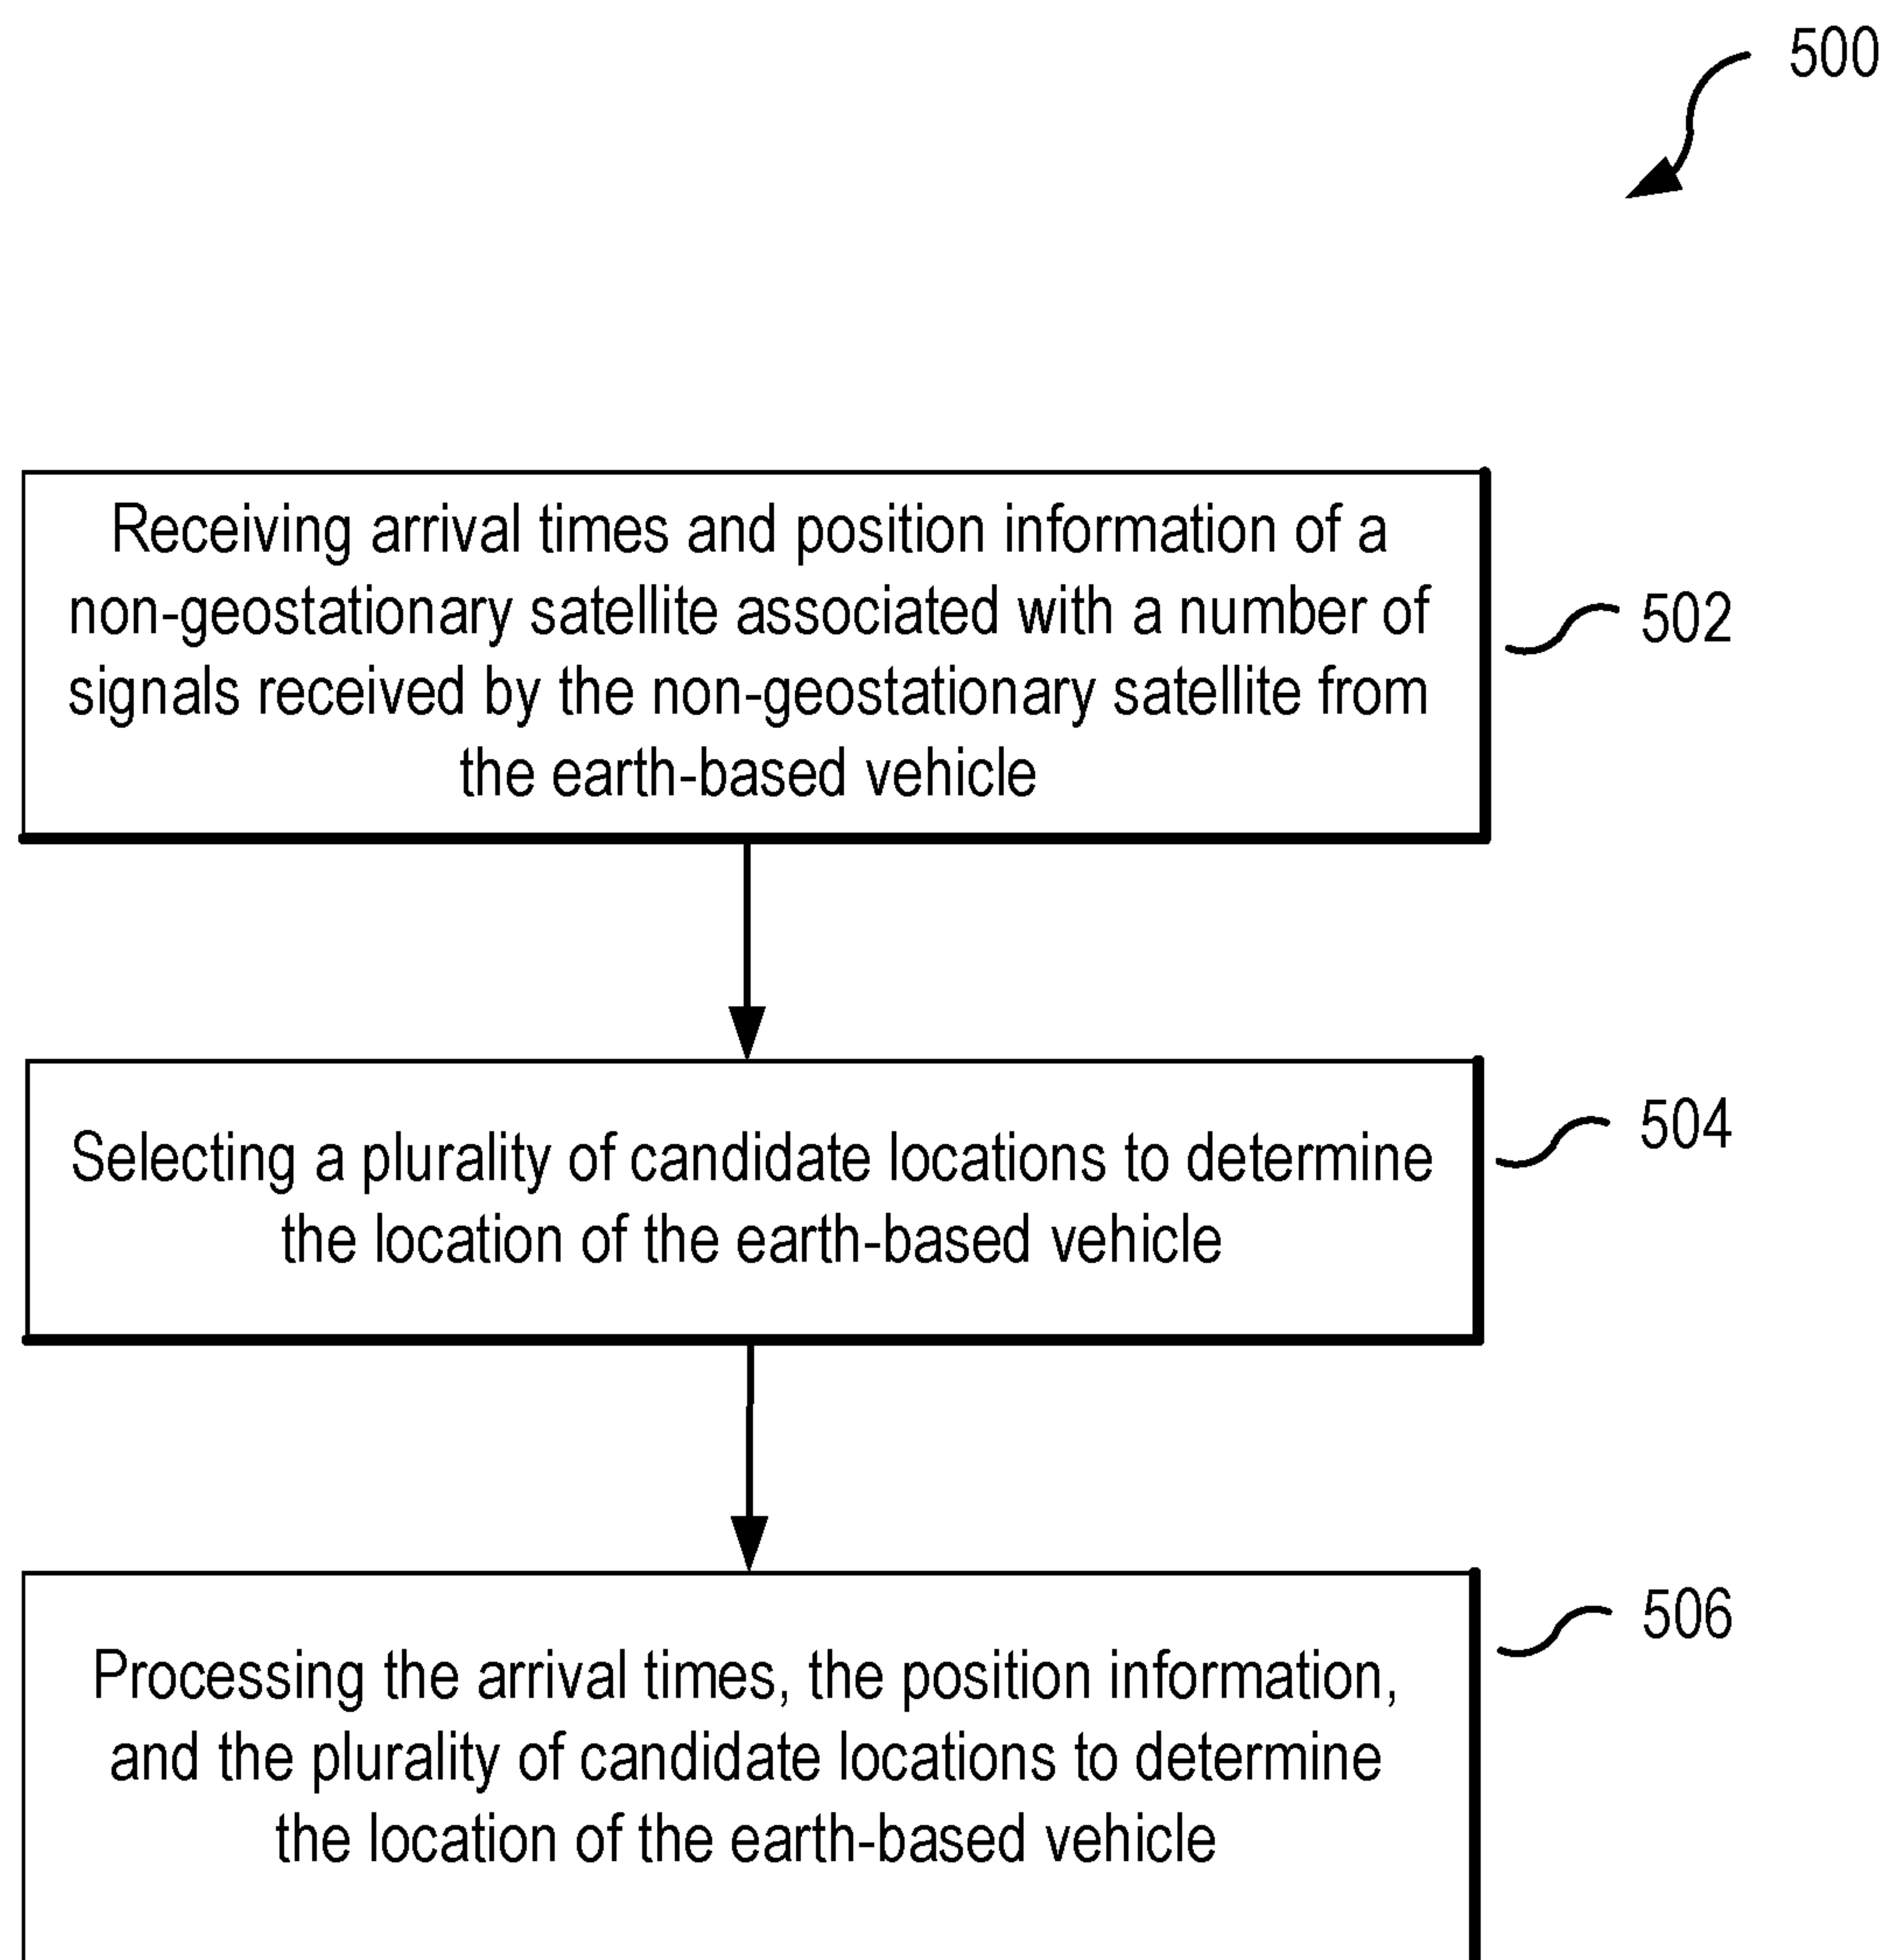 500
Receiving arrival times and position information of a
non-geostationary satellite associated with a number of
signals received by the non-geostationary satellite from
the earth-based vehicle
502
Selecting a plurality of candidate locations to determine
the location of the earth-based vehicle
504
Processing the arrival times, the position information,
and the plurality of candidate locations to determine
the location of the earth-based vehicle
506